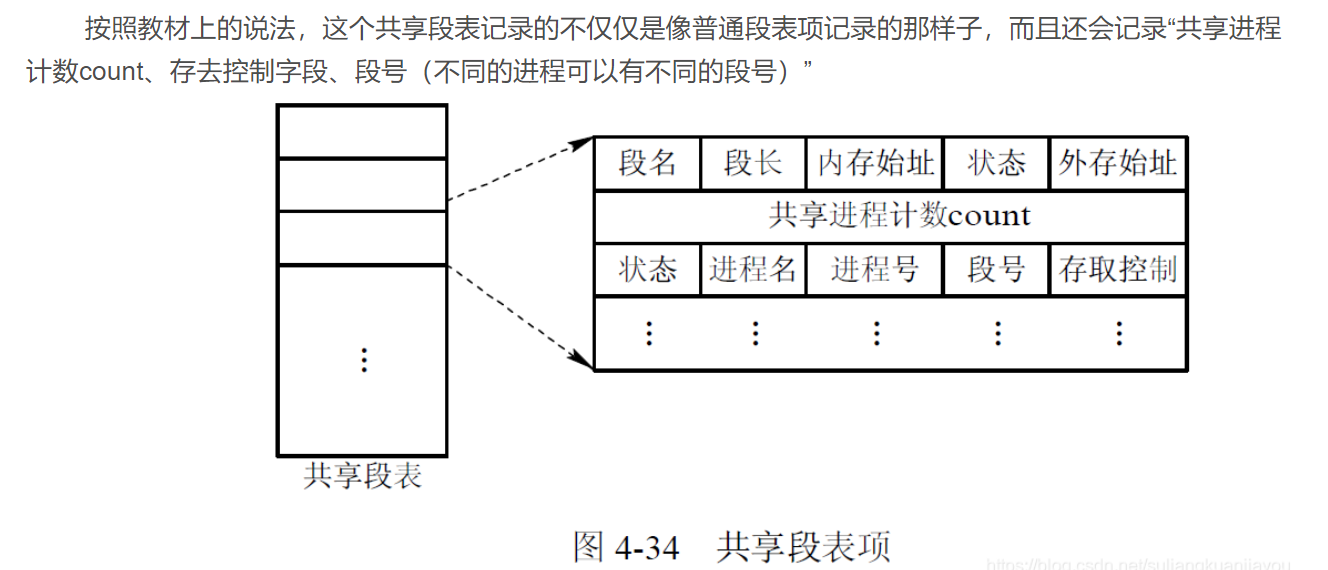 按照教材上的说法，这个共享段表记录的不仅仅是像普通段表项记录的那样子，而且还会记录“共享进程
计数count、存去控制字段、段号（不同的进程可以有不同的段号）”
段名 段长 内存始址 状态 外存始址
共享进程计数count
状态 进程名 进程号 段号 存取控制
⋮ ⋮ ⋮ ⋮ ⋮
⋮
共享段表
图 4-34 共享段表项